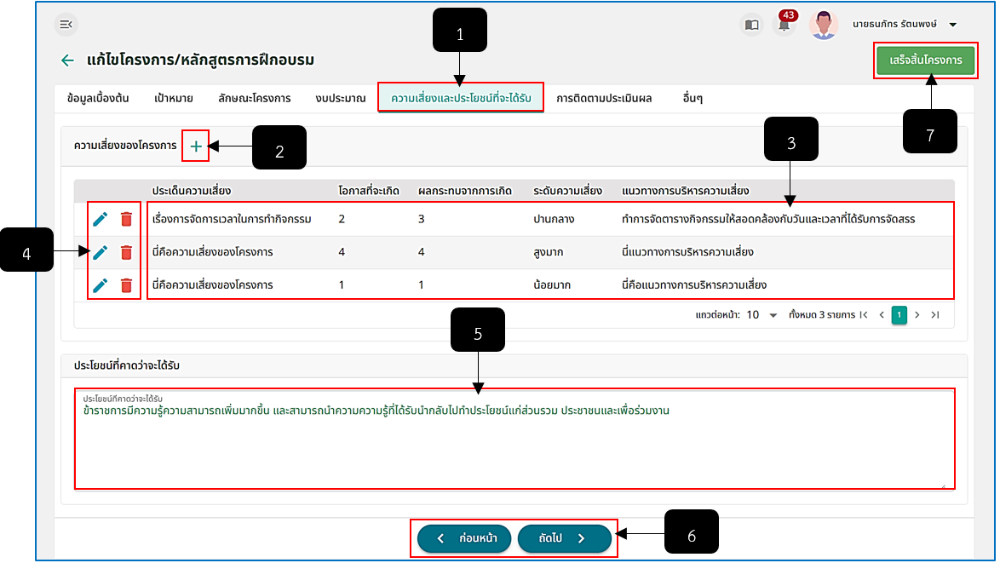 1
43
นายธนภัทร รัตนพงษ์
แก้ไขโครงการ/หลักสูตรการฝึกอบรม
เสร็จสิ้นโครงการ
ข้อมูลเบื้องต้น เป้าหมาย ลักษณะโครงการ งบประมาณ ความเสี่ยงและประโยชน์ที่จะได้รับ การติดตามประเมินผล อื่นๆ
7
3
ความเสี่ยงของโครงการ
2
ประเด็นความเสี่ยง โอกาสที่จะเกิด ผลกระทบจากการเกิด ระดับความเสี่ยง แนวทางการบริหารความเสี่ยง
เรื่องการจัดการเวลาในการทำกิจกรรม 2 3 ปานกลาง ทำการจัดตารางกิจกรรมให้สอดคล้องกับวันและเวลาที่ได้รับการจัดสรร
4
นี่คือความเสี่ยงของโครงการ 4 4 สูงมาก นี่แนวทางการบริหารความเสี่ยง
นี่คือความเสี่ยงของโครงการ 1 1 น้อยมาก นี่คือแนวทางการบริหารความเสี่ยง
แถวต่อหน้า: 10 ทั้งหมด 3 รายการ 1
5
ประโยชน์ที่คาดว่าจะได้รับ
ประโยชน์ที่คาดว่าจะได้รับ
ข้าราชการมีความรู้ความสามารถเพิ่มมากขึ้น และสามารถนำความความรู้ที่ได้รับนำกลับไปทำประโยชน์แก่ส่วนรวม ประชาชนและเพื่อร่วมงาน
ก่อนหน้า ถัดไป
6